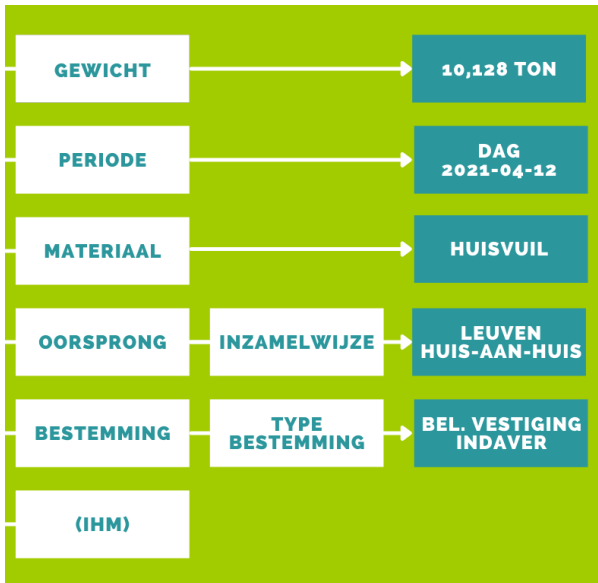 GEWICHT
10,128 TON
PERIODE
DAG
2021-04-12
MATERIAAL
HUISVUIL
OORSPRONG
INZAMELWIJZE
LEUVEN
HUIS-AAN-HUIS
BESTEMMING
TYPE
BESTEMMING
BEL. VESTIGING
INDAVER
(IHM)